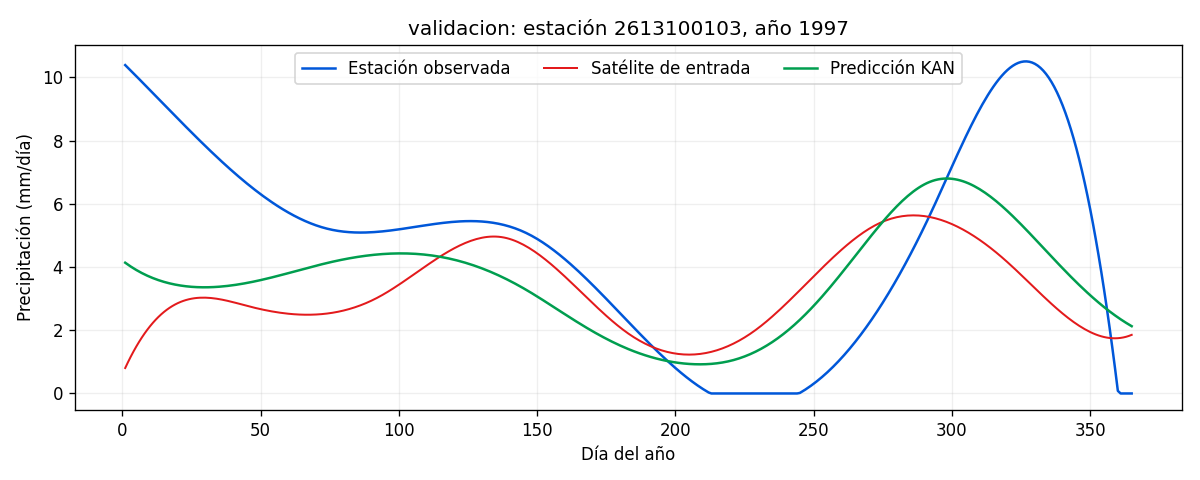 validacion: estación 2613100103, año 1997
Estación observada
Satélite de entrada
Predicción KAN
Precipitación (mm/día)
10
8
6
4
2
0
0 50 100 150 200 250 300 350
Día del año